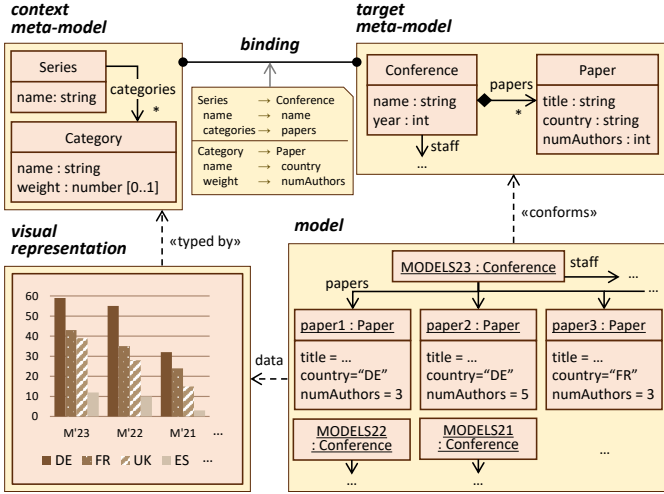 context
meta-model
Series
name: string
categories
*
Category
name : string
weight : number [0..1]
binding
Series → Conference
name → name
categories → papers
Category → Paper
name → country
weight → numAuthors
target
meta-model
Conference
name : string
year : int
papers
*
staff
...
Paper
title : string
country : string
numAuthors : int
«typed by»
«conforms»
visual
representation
60
50
40
30
20
10
0
M'23 M'22 M'21 ...
DE FR UK ES ...
data
model
MODELS23 : Conference
staff
...
papers
...
paper1 : Paper
title = ...
country="DE"
numAuthors = 3
paper2 : Paper
title = ...
country="DE"
numAuthors = 5
paper3 : Paper
title = ...
country="FR"
numAuthors = 3
MODELS22
: Conference
...
MODELS21
: Conference
...
...